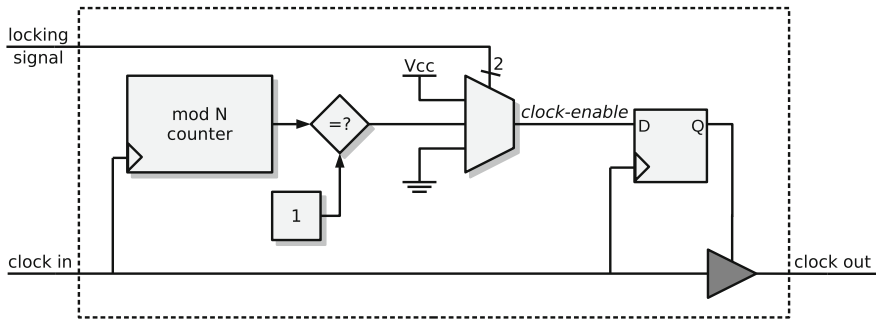 locking
signal
Vcc
2
mod N
counter
=?
clock-enable
D
Q
1
clock in
clock out